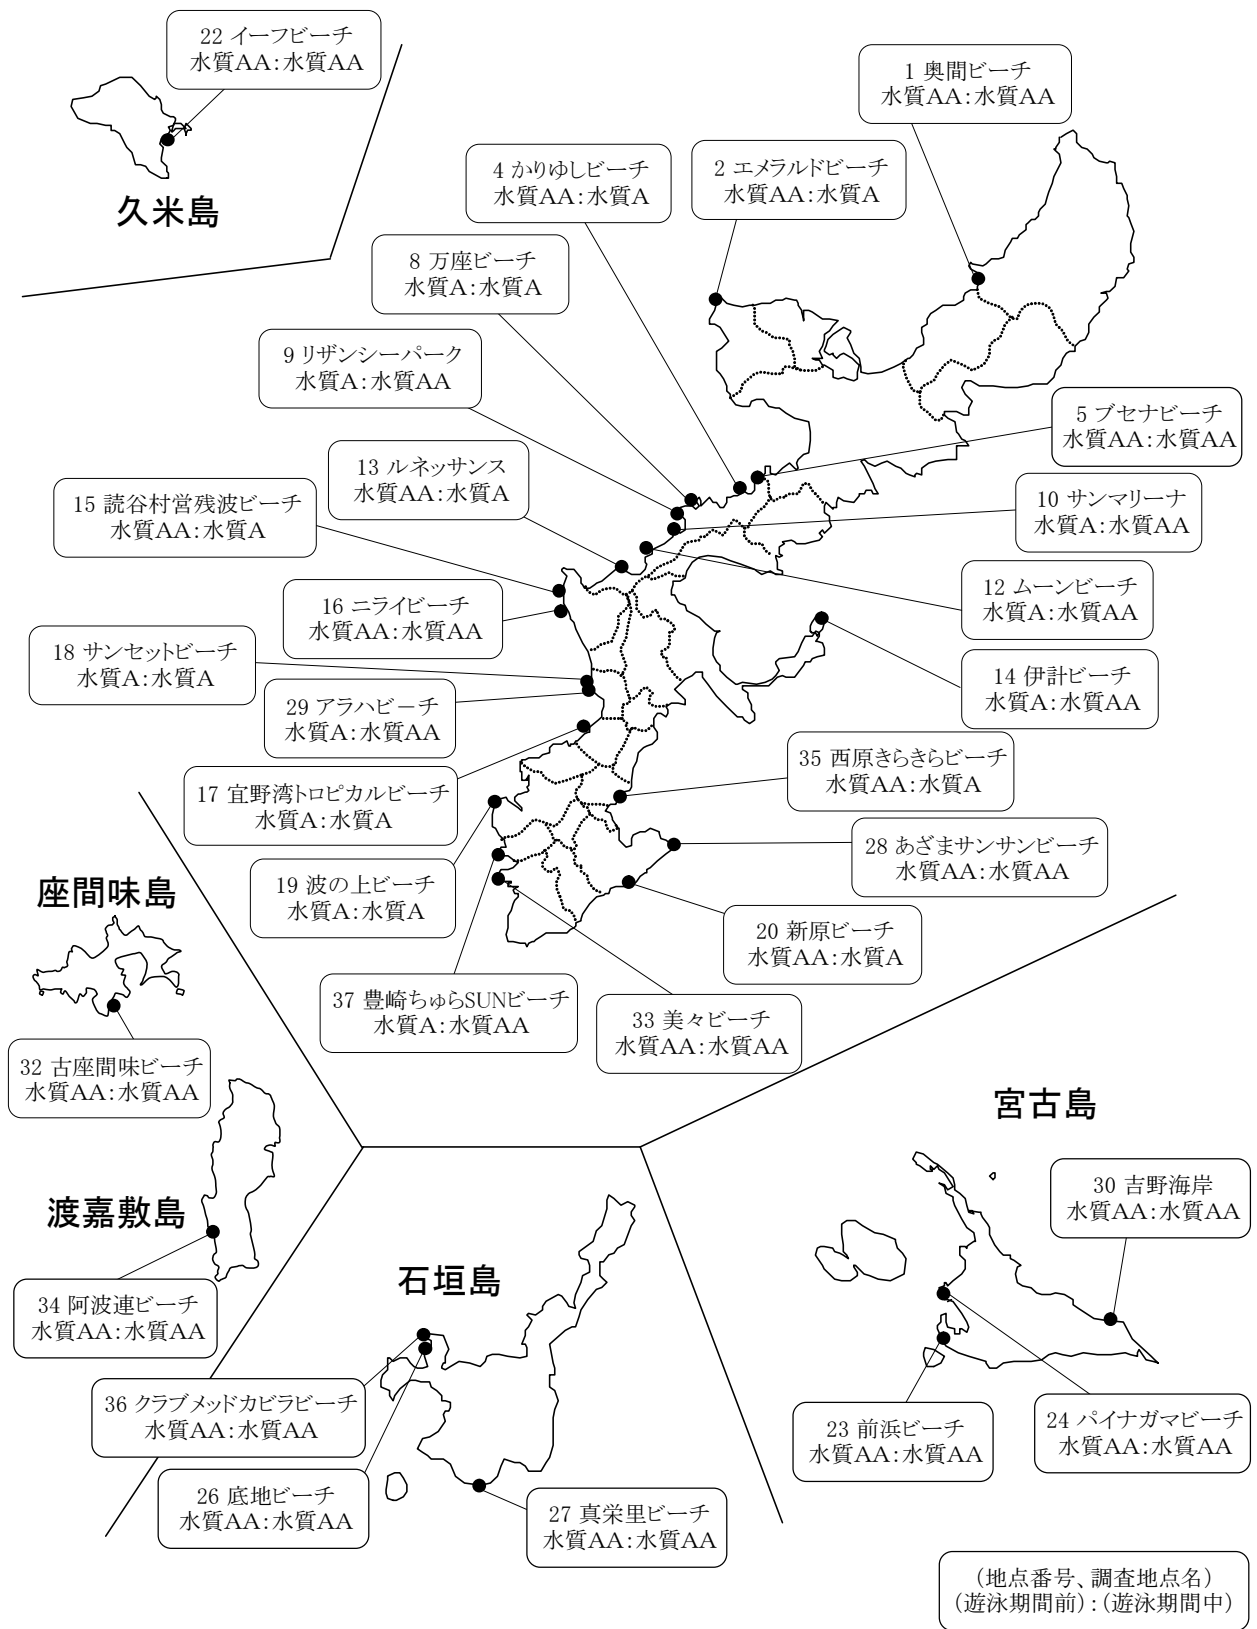 22 イーフビーチ
水質AA:水質AA
久米島
1 奥間ビーチ
水質AA:水質AA
4 かりゆしビーチ
水質AA:水質A
2 エメラルドビーチ
水質AA:水質A
8 万座ビーチ
水質A:水質A
9 リザンシーパーク
水質A:水質AA
5 ブセナビーチ
水質AA:水質AA
13 ルネッサンス
水質AA:水質A
15 読谷村営残波ビーチ
水質AA:水質A
10 サンマリーナ
水質A:水質AA
12 ムーンビーチ
水質A:水質AA
16 ニライビーチ
水質AA:水質AA
18 サンセットビーチ
水質A:水質A
14 伊計ビーチ
水質A:水質AA
29 アラハビーチ
水質A:水質AA
35 西原きらきらビーチ
水質AA:水質A
17 宜野湾トロピカルビーチ
水質A:水質A
28 あざまサンサンビーチ
水質AA:水質AA
19 波の上ビーチ
水質A:水質A
20 新原ビーチ
水質AA:水質A
37 豊崎ちゅらSUNビーチ
水質A:水質AA
33 美々ビーチ
水質AA:水質AA
座間味島
32 古座間味ビーチ
水質AA:水質AA
渡嘉敷島
34 阿波連ビーチ
水質AA:水質AA
石垣島
36 クラブメッドカビラビーチ
水質AA:水質AA
26 底地ビーチ
水質AA:水質AA
27 真栄里ビーチ
水質AA:水質AA
宮古島
30 吉野海岸
水質AA:水質AA
23 前浜ビーチ
水質AA:水質AA
24 パイナガマビーチ
水質AA:水質AA
(地点番号、調査地点名)
(遊泳期間前):(遊泳期間中)